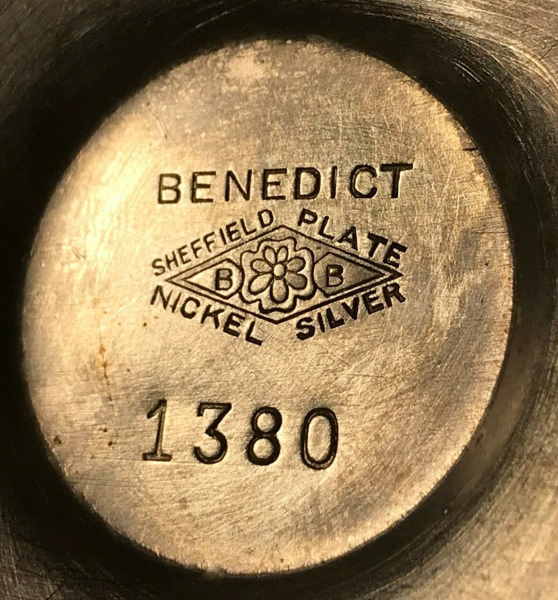 BENEDICT
SHEFFIELD PLATE
B B
NICKEL SILVER
1380